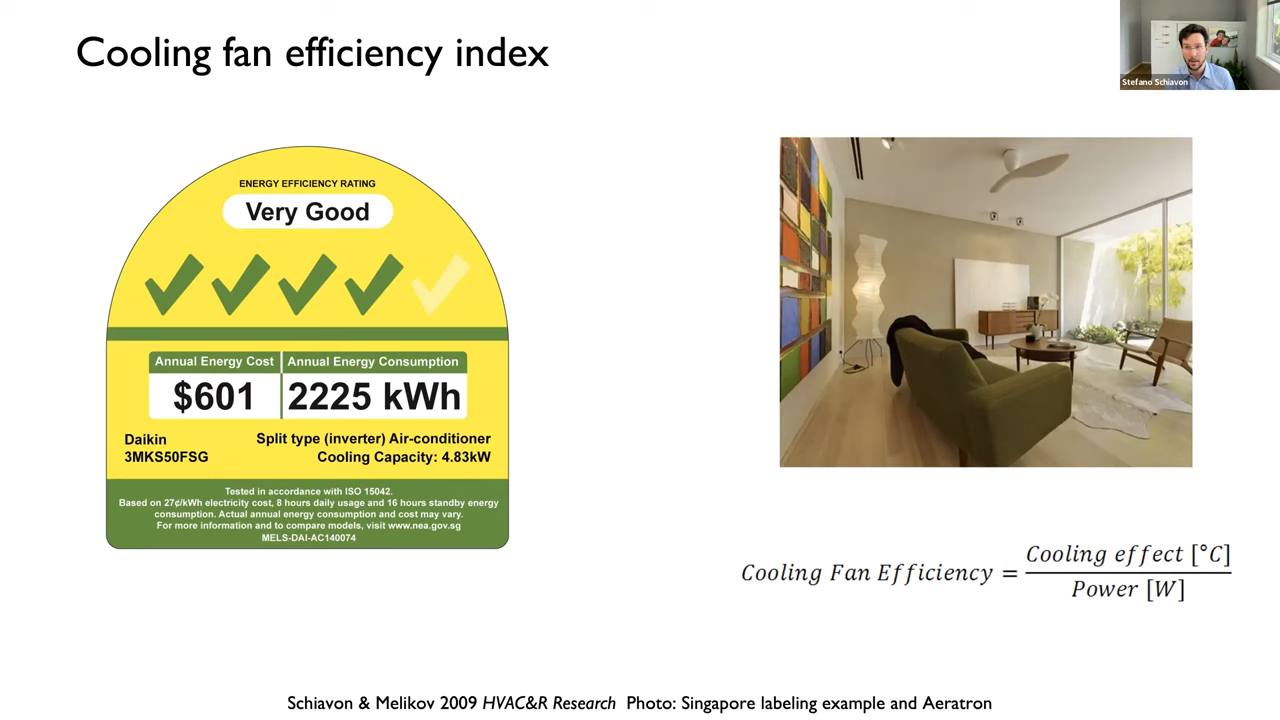 Cooling fan efficiency index
Stefano Schiavon
ENERGY EFFICIENCY RATING
Very Good
Annual Energy Cost
Annual Energy Consumption
$601
2225 kWh
Daikin
3MKS50FSG
Split type (inverter) Air-conditioner
Cooling Capacity: 4.83kW
Tested in accordance with ISO 15042.
Based on 27¢/kWh electricity cost, 8 hours daily usage and 16 hours standby energy
consumption. Actual annual energy consumption and cost may vary.
For more information and to compare models, visit www.nea.gov.sg
MELS-DAI-AC140074
Cooling Fan Efficiency = Cooling effect [°C] / Power [W]
Schiavon & Melikov 2009 HVAC&R Research Photo: Singapore labeling example and Aeratron